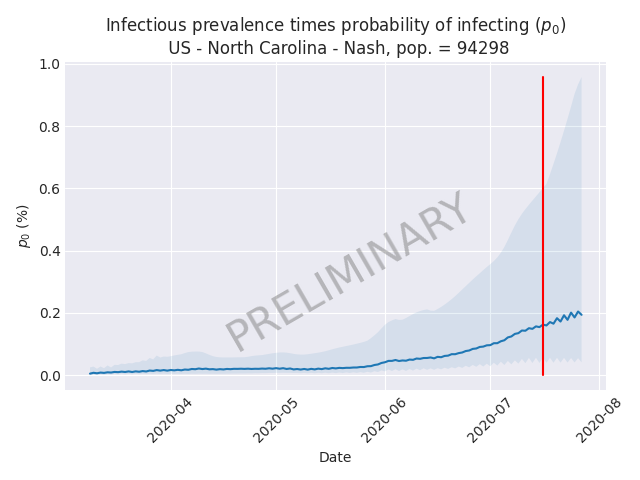 Infectious prevalence times probability of infecting (p₀)
US - North Carolina - Nash, pop. = 94298
1.0
0.8
0.6
0.4
0.2
0.0
p₀ (%)
PRELIMINARY
2020-04
2020-05
2020-06
2020-07
2020-08
Date